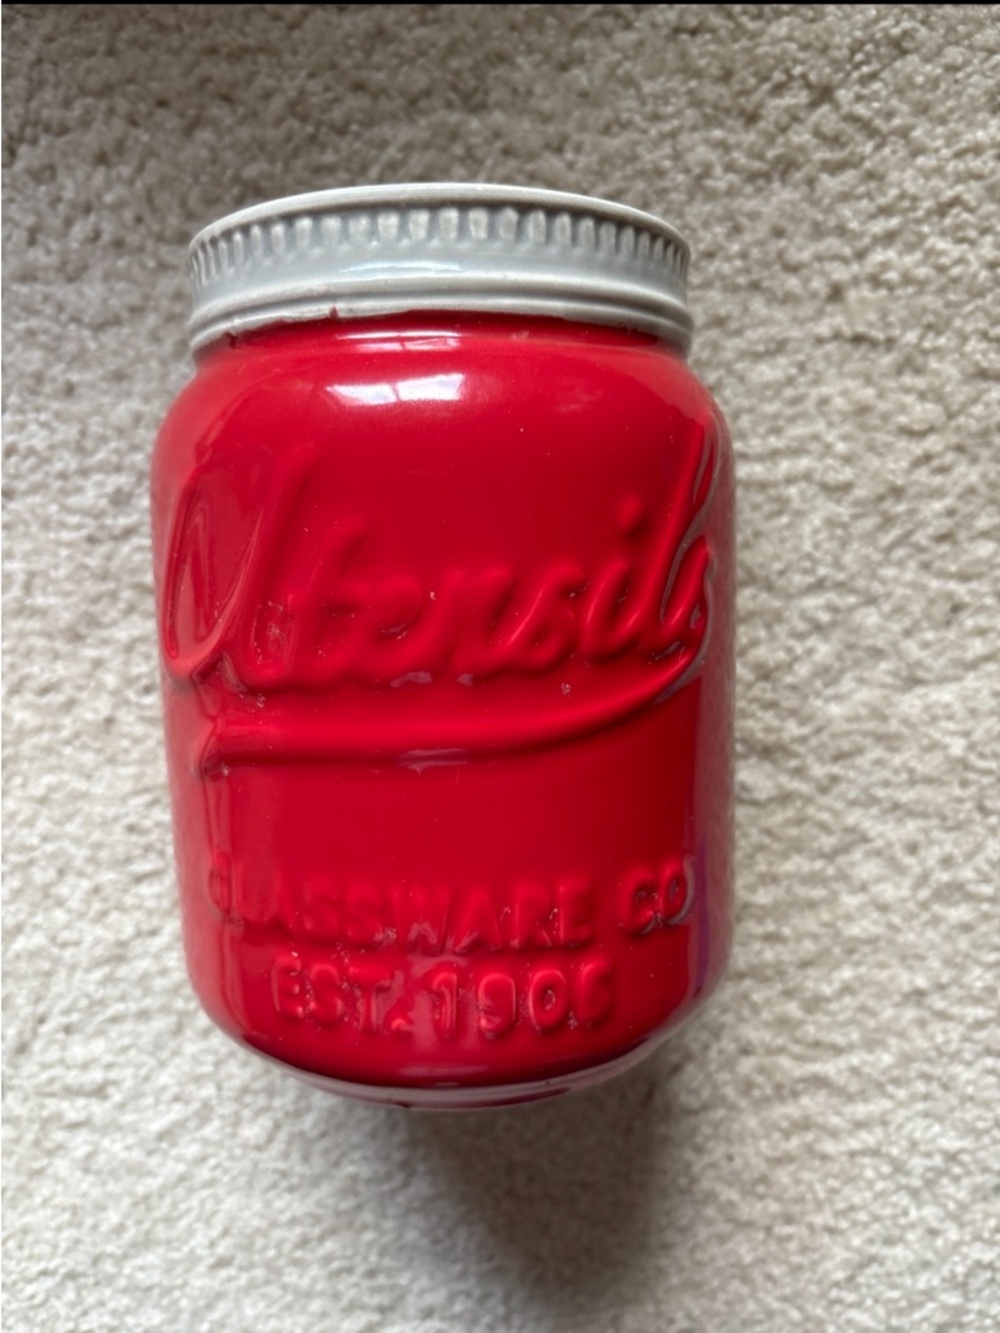 Utensils
GLASSWARE CO
EST. 1906